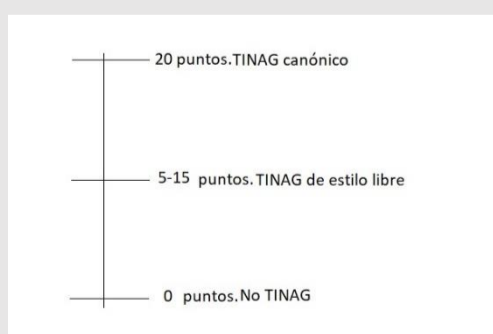 20 puntos.TINAG canónico
5-15 puntos.TINAG de estilo libre
0 puntos.No TINAG